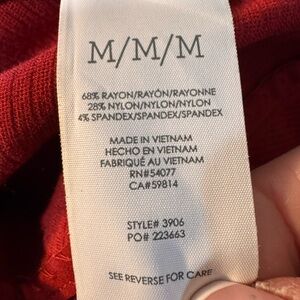 M/M/M
68% RAYON/RAYÓN/RAYONNE
28% NYLON/NYLON/NYLON
4% SPANDEX/SPANDEX/SPANDEX
MADE IN VIETNAM
HECHO EN VIETNAM
FABRIQUÉ AU VIETNAM
RN#54077
CA#59814
STYLE# 3906
PO# 223663
SEE REVERSE FOR CARE